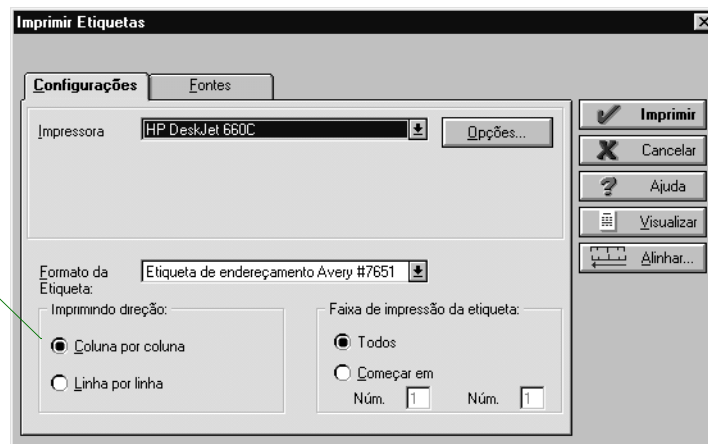 Imprimir Etiquetas
Configurações Fontes
Impressora HP DeskJet 660C Opções...
Imprimir
Cancelar
Ajuda
Visualizar
Alinhar...
Formato da Etiqueta: Etiqueta de endereçamento Avery #7651
Imprimindo direção:
Coluna por coluna
Linha por linha
Faixa de impressão da etiqueta:
Todos
Começar em
Núm. 1 Núm. 1